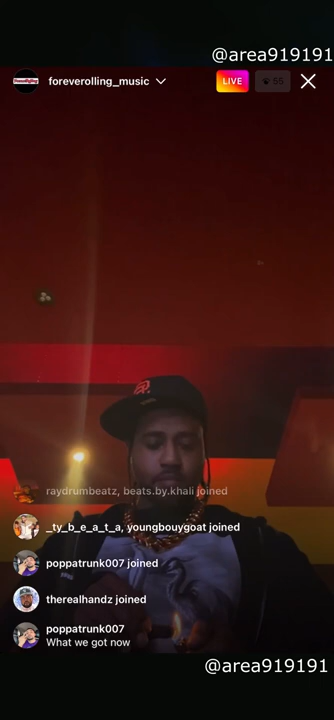 @area919191
foreverolling_music
LIVE
55
raydrumbeatz, beats.by.khali joined
_ty_b_e_a_t_a, youngbouygoat joined
poppatrunk007 joined
therealhandz joined
poppatrunk007
What we got now
@area919191